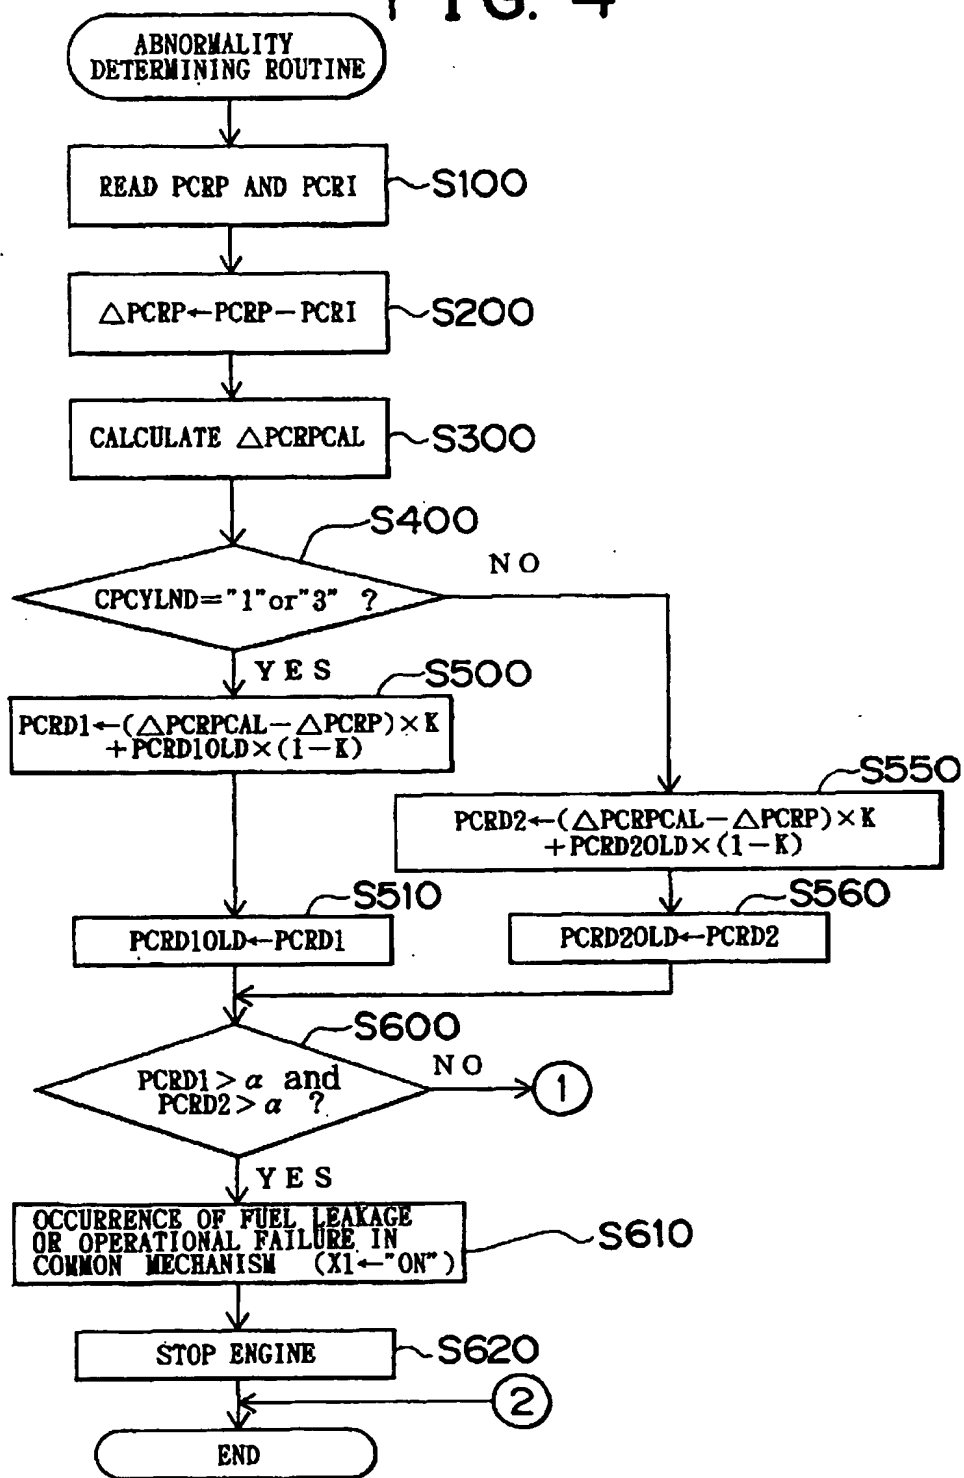 FIG. 4
ABNORMALITY
DETERMINING ROUTINE
READ PCRP AND PCRI
S100
△PCRP←PCRP−PCRI
S200
CALCULATE △PCRPCAL
S300
S400
CPCYLND="1"or"3" ?
NO
YES
S500
PCRD1←(△PCRPCAL−△PCRP)×K
+PCRD1OLD×(1−K)
S550
PCRD2←(△PCRPCAL−△PCRP)×K
+PCRD2OLD×(1−K)
S510
PCRD1OLD←PCRD1
S560
PCRD2OLD←PCRD2
S600
PCRD1>α and
PCRD2>α ?
NO
1
YES
OCCURRENCE OF FUEL LEAKAGE
OR OPERATIONAL FAILURE IN
COMMON MECHANISM (X1←"ON")
S610
STOP ENGINE
S620
2
END